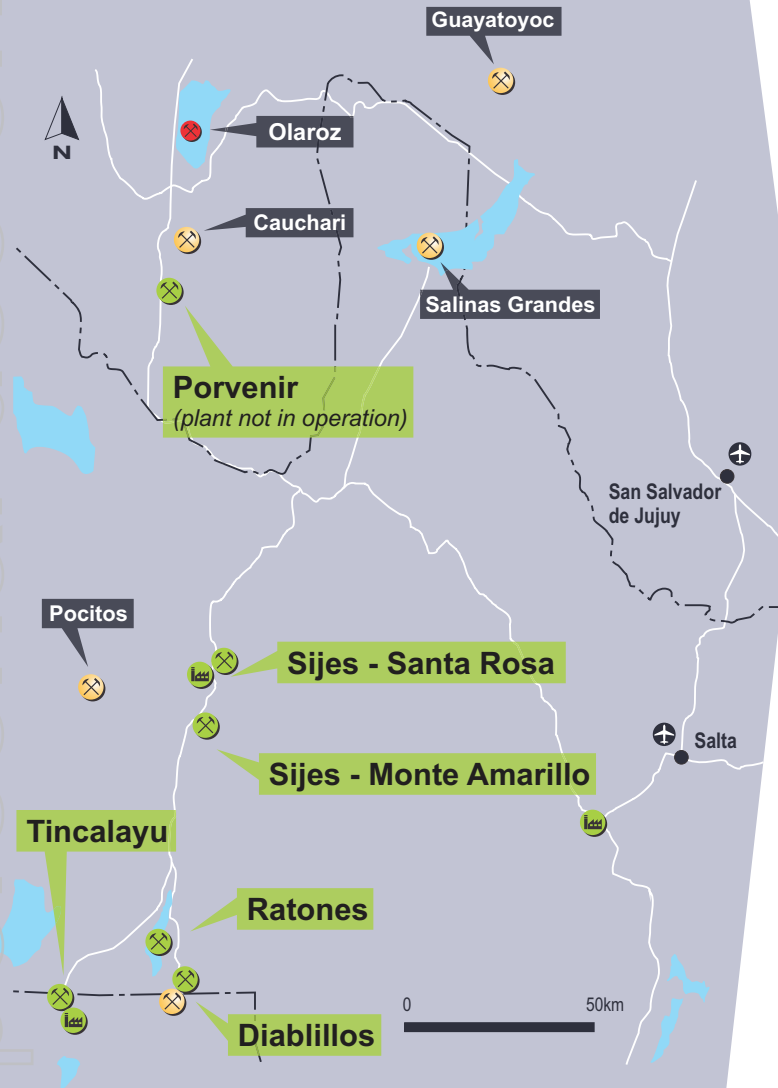 Guayatoyoc
N
Olaroz
Cauchari
Salinas Grandes
Porvenir
(plant not in operation)
San Salvador
de Jujuy
Pocitos
Sijes - Santa Rosa
Salta
Sijes - Monte Amarillo
Tincalayu
Ratones
0 50km
Diablillos